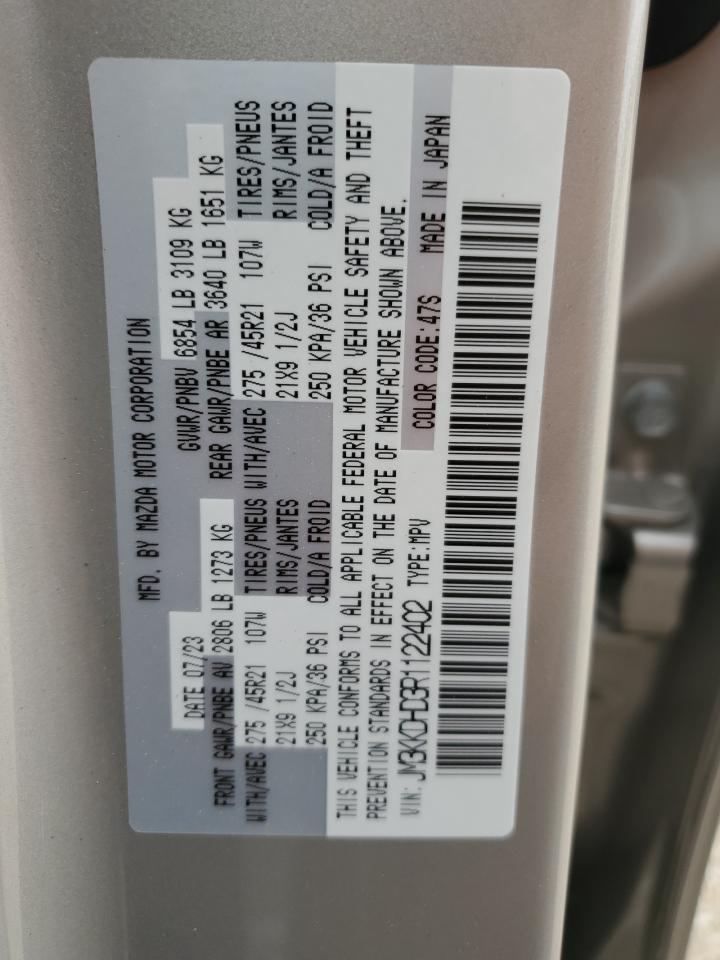 MFD. BY MAZDA MOTOR CORPORATION
DATE 07/23 GVWR/PNBV 6854 LB 3109 KG
FRONT GAWR/PNBE AV 2806 LB 1273 KG REAR GAWR/PNBE AR 3640 LB 1651 KG
WITH/AVEC 275 /45R21 107W TIRES/PNEUS WITH/AVEC 275 /45R21 107W TIRES/PNEUS
21X9 1/2J RIMS/JANTES 21X9 1/2J RIMS/JANTES
250 KPA/36 PSI COLD/A FROID 250 KPA/36 PSI COLD/A FROID
THIS VEHICLE CONFORMS TO ALL APPLICABLE FEDERAL MOTOR VEHICLE SAFETY AND THEFT
PREVENTION STANDARDS IN EFFECT ON THE DATE OF MANUFACTURE SHOWN ABOVE.
VIN: JM3KKDHD3R1122402 TYPE:MPV COLOR CODE:47S MADE IN JAPAN